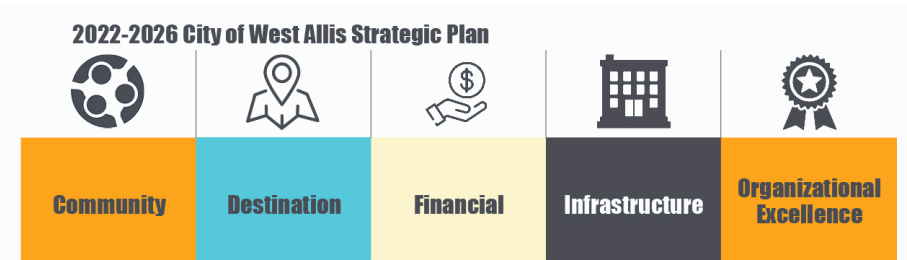 2022-2026 City of West Allis Strategic Plan
$
Community
Destination
Financial
Infrastructure
Organizational
Excellence